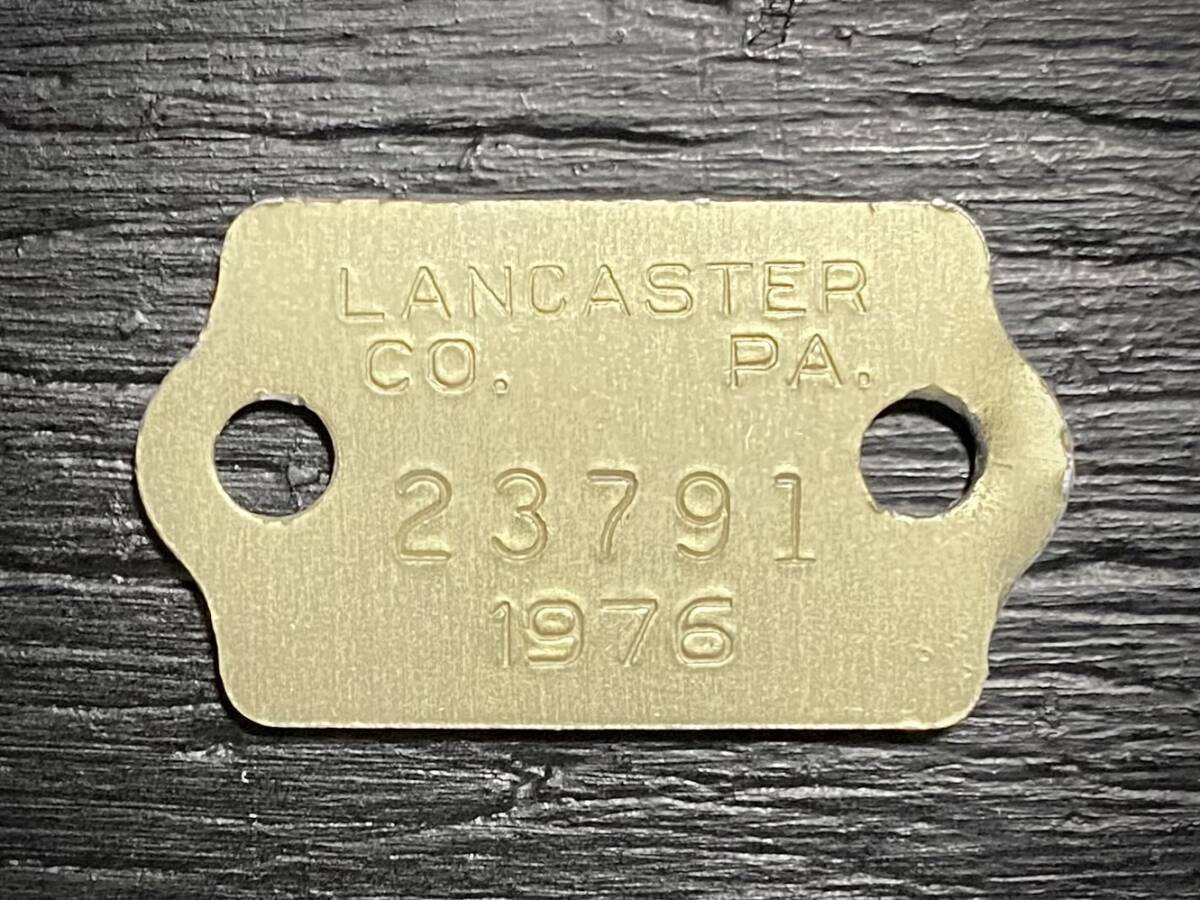 LANCASTER
CO. PA.
23791
1976